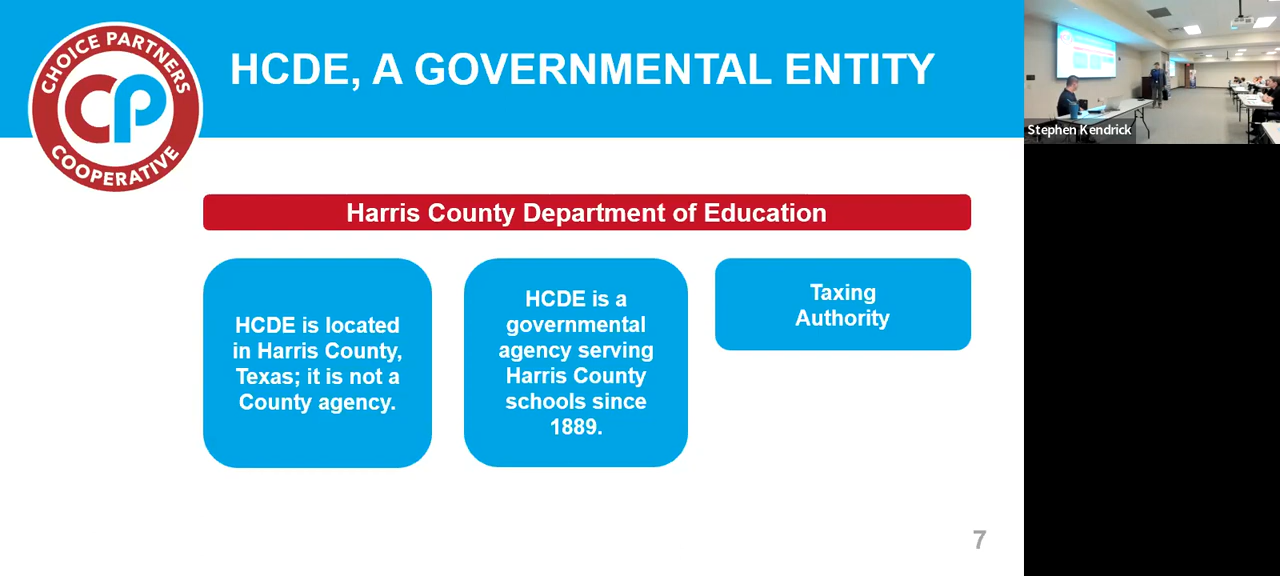 CHOICE PARTNERS
CP
COOPERATIVE
HCDE, A GOVERNMENTAL ENTITY
Stephen Kendrick
Harris County Department of Education
HCDE is located
in Harris County,
Texas; it is not a
County agency.
HCDE is a
governmental
agency serving
Harris County
schools since
1889.
Taxing
Authority
7